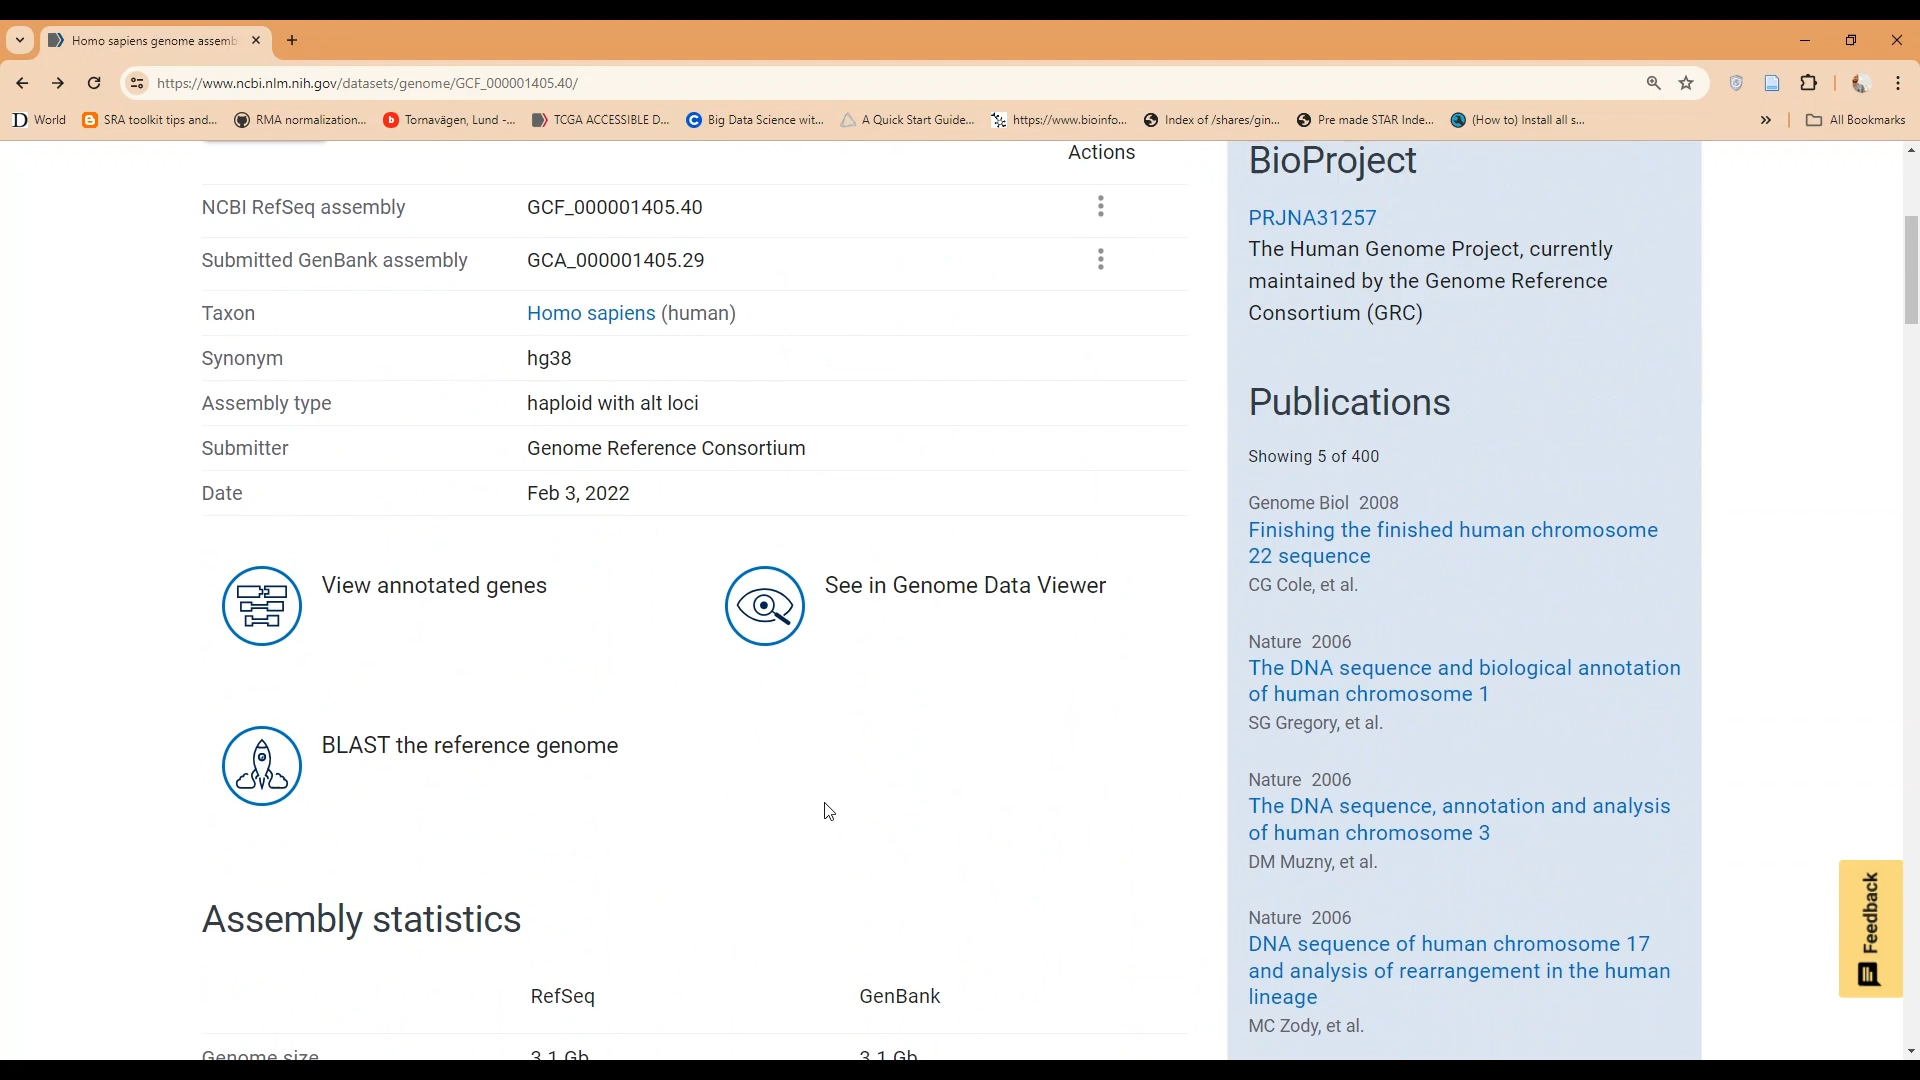 Homo sapiens genome assemb
https://www.ncbi.nlm.nih.gov/datasets/genome/GCF_000001405.40/
World
SRA toolkit tips and...
RMA normalization...
Tornavägen, Lund -...
TCGA ACCESSIBLE D...
Big Data Science wit...
A Quick Start Guide...
https://www.bioinfo...
Index of /shares/gin...
Pre made STAR Inde...
(How to) Install all s...
All Bookmarks
Actions
NCBI RefSeq assembly GCF_000001405.40
Submitted GenBank assembly GCA_000001405.29
Taxon Homo sapiens (human)
Synonym hg38
Assembly type haploid with alt loci
Submitter Genome Reference Consortium
Date Feb 3, 2022
View annotated genes
See in Genome Data Viewer
BLAST the reference genome
Assembly statistics
RefSeq GenBank
Genome size 3.1 Gb 3.1 Gb
BioProject
PRJNA31257
The Human Genome Project, currently
maintained by the Genome Reference
Consortium (GRC)
Publications
Showing 5 of 400
Genome Biol 2008
Finishing the finished human chromosome
22 sequence
CG Cole, et al.
Nature 2006
The DNA sequence and biological annotation
of human chromosome 1
SG Gregory, et al.
Nature 2006
The DNA sequence, annotation and analysis
of human chromosome 3
DM Muzny, et al.
Nature 2006
DNA sequence of human chromosome 17
and analysis of rearrangement in the human
lineage
MC Zody, et al.
Feedback